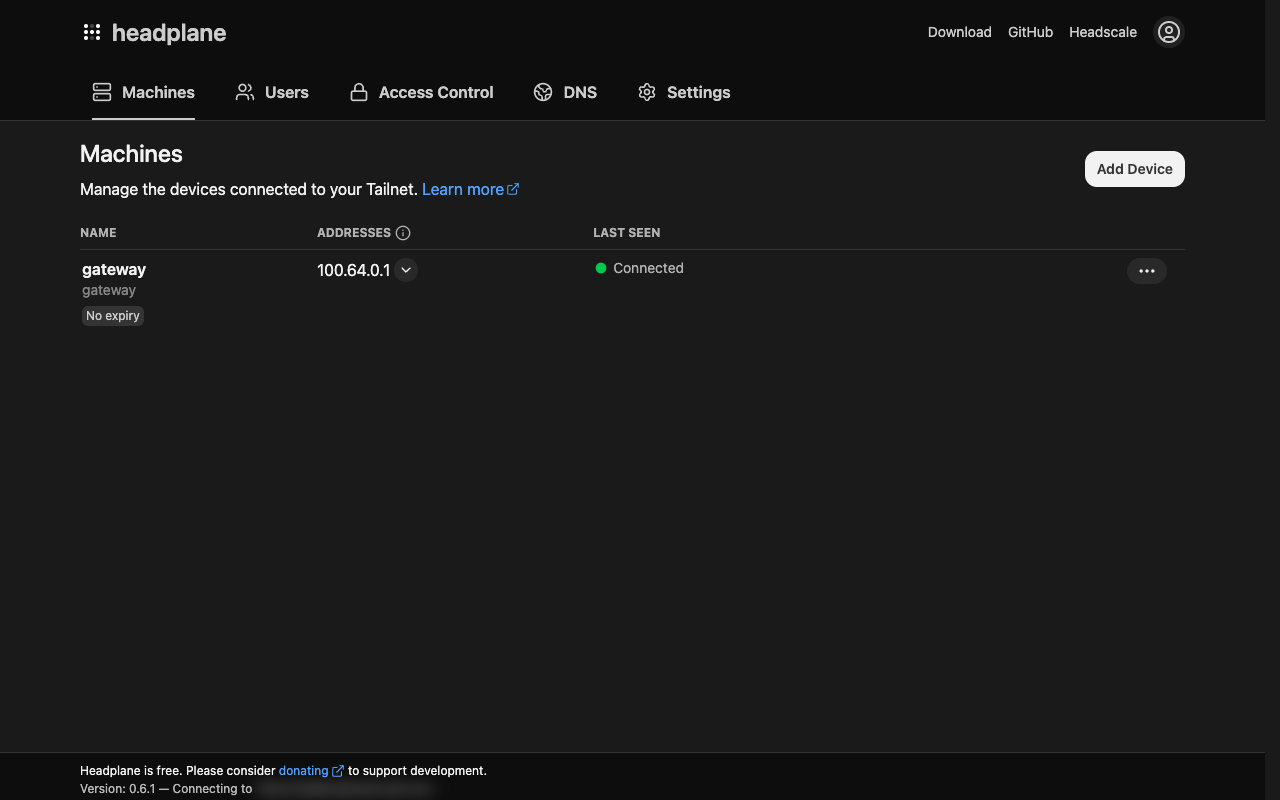 headplane
Download GitHub Headscale
Machines Users Access Control DNS Settings
Machines
Add Device
Manage the devices connected to your Tailnet. Learn more
NAME ADDRESSES LAST SEEN
gateway 100.64.0.1 Connected
gateway
No expiry
Headplane is free. Please consider donating to support development.
Version: 0.6.1 — Connecting to